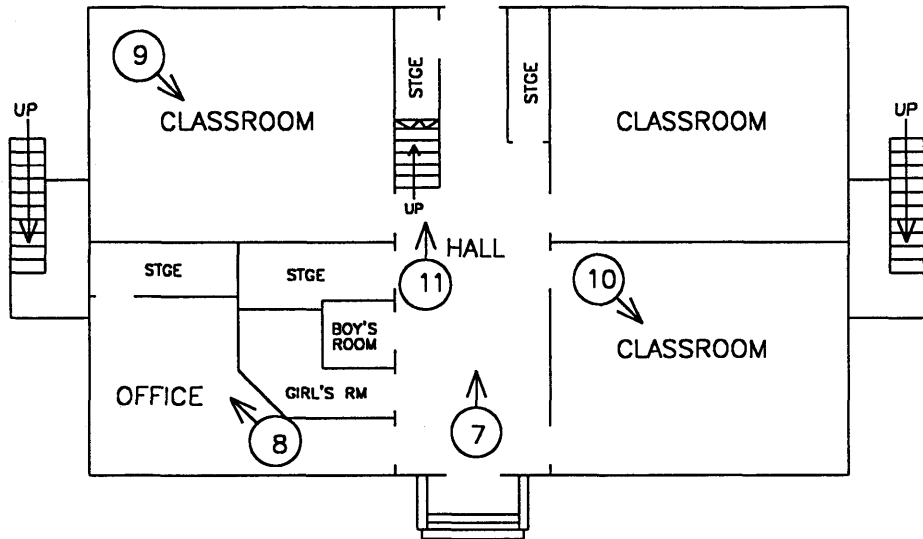 9
STGE
STGE
UP
CLASSROOM
CLASSROOM
UP
UP
HALL
STGE
STGE
11
10
BOY'S
ROOM
CLASSROOM
OFFICE
GIRL'S RM
8
7